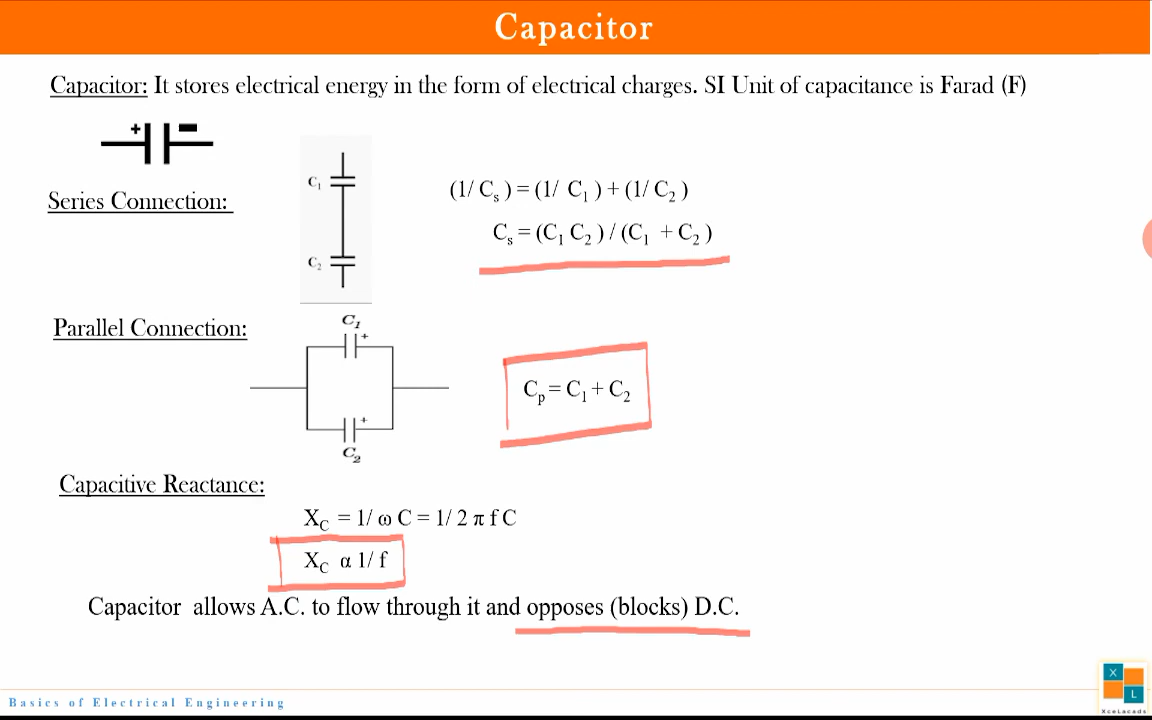 Capacitor
Capacitor: It stores electrical energy in the form of electrical charges. SI Unit of capacitance is Farad (F)
+ -
C₁
(1/ Cₛ ) = (1/ C₁ ) + (1/ C₂ )
Series Connection:
Cₛ = (C₁ C₂ ) / (C₁ + C₂ )
C₂
C₁
Parallel Connection:
+
Cₚ = C₁ + C₂
+
C₂
Capacitive Reactance:
X_C = 1/ ω C = 1/ 2 π f C
X_C α 1/ f
Capacitor allows A.C. to flow through it and opposes (blocks) D.C.
X
L
XceLacads
Basics of Electrical Engineering